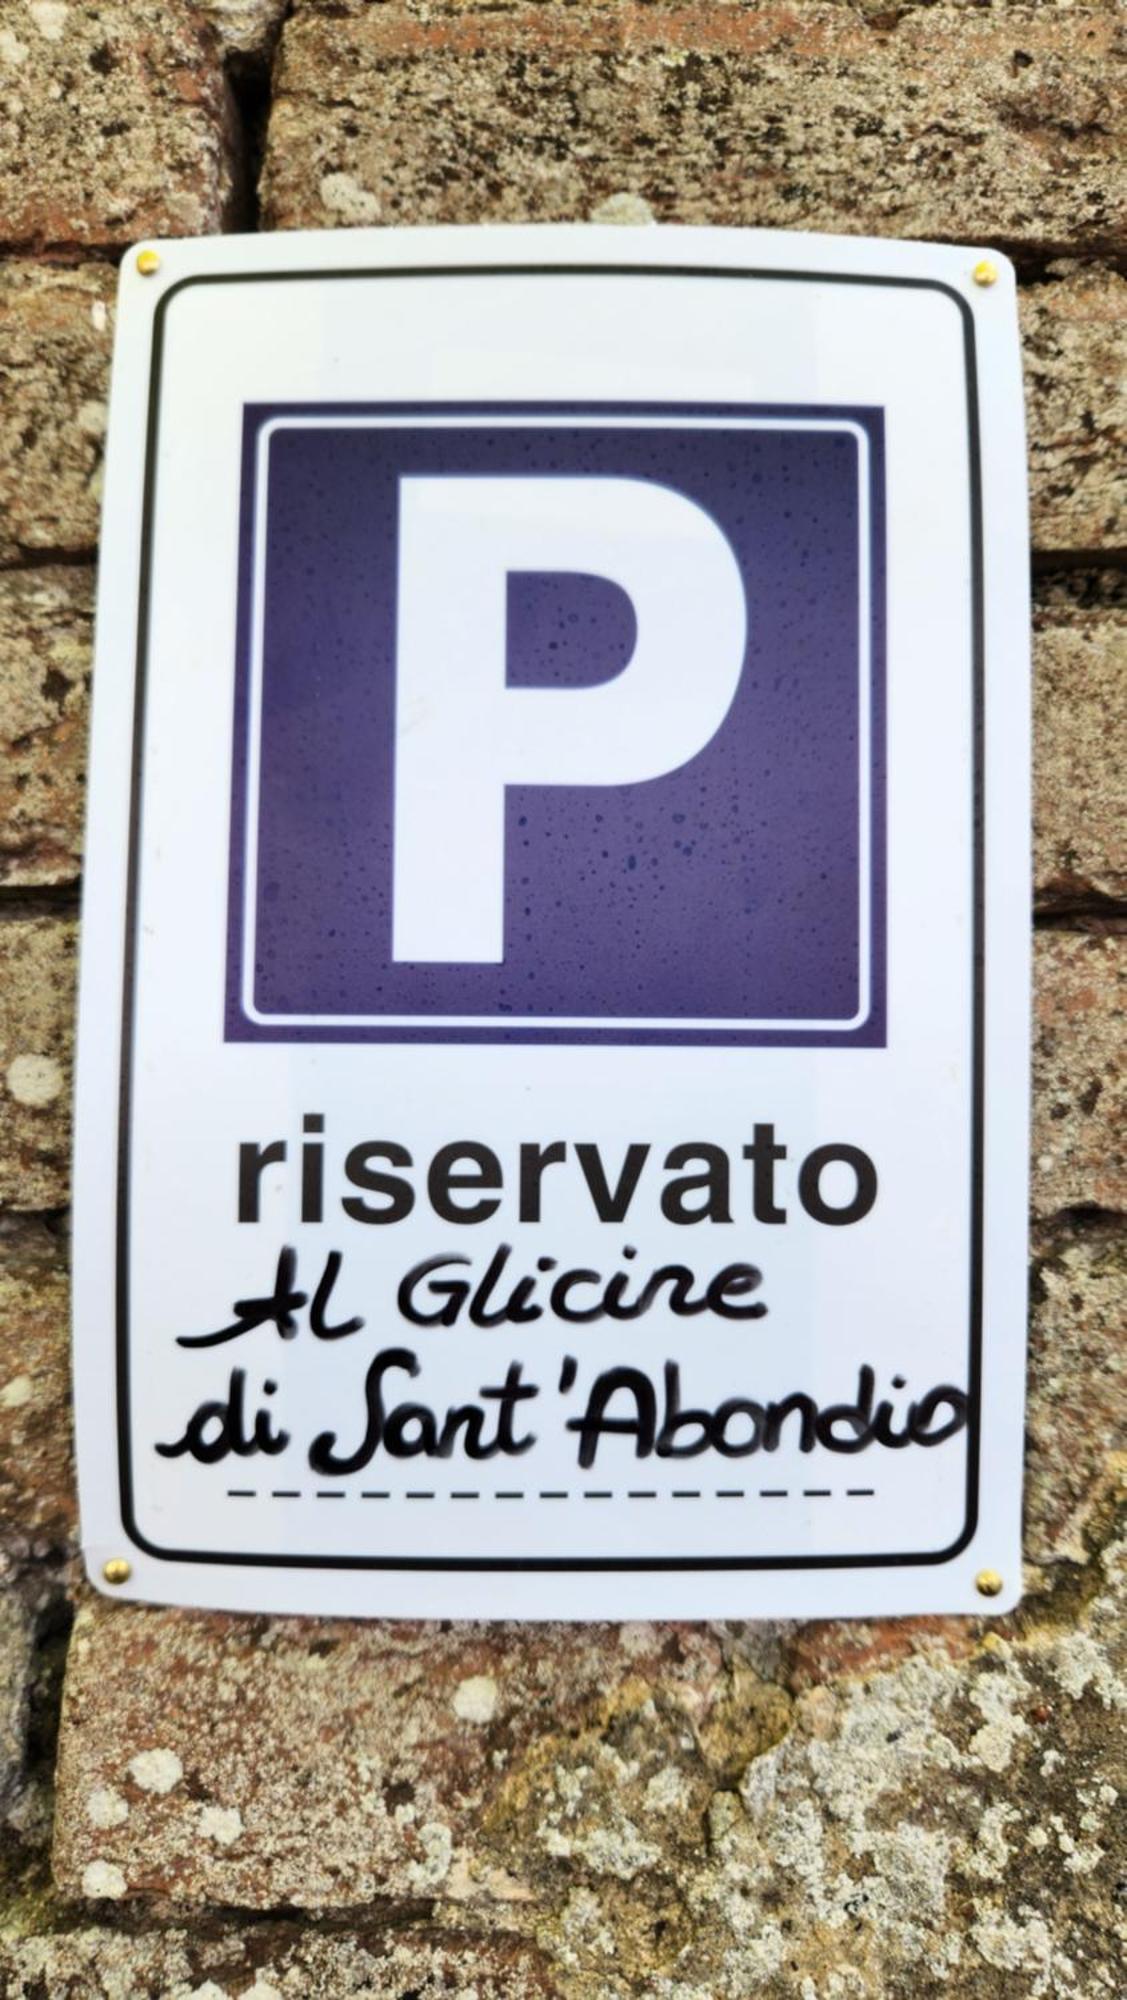 P
riservato
Al Glicine
di Sant'Abondio